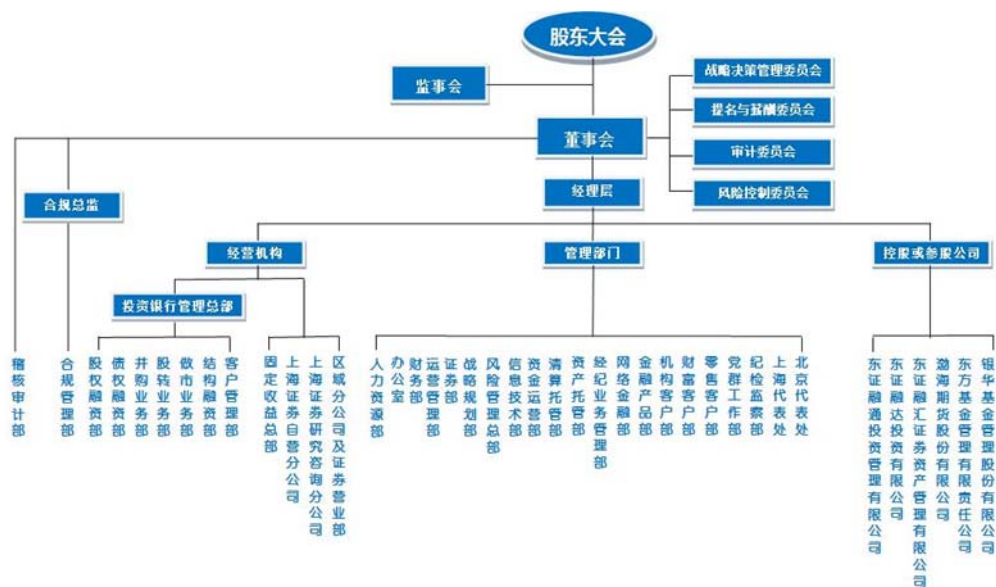 股东大会
监事会
战略决策管理委员会
提名与薪酬委员会
董事会
审计委员会
经理层
风险控制委员会
合规总监
经营机构
管理部门
控股或参股公司
投资银行管理总部
稽核审计部
合规管理部
股权融资部
债权融资部
并购业务部
股转业务部
做市业务部
结构融资部
客户管理部
固定收益总部
上海证券自营分公司
上海证券研究咨询分公司
区域分公司及证券营业部
人力资源部
办公室
财务部
运营管理部
证券部
战略规划部
风险管理总部
信息技术部
资金运营部
清算托管部
资产托管部
经纪业务管理部
网络金融部
金融产品部
机构客户部
财富客户部
零售客户部
党群工作部
纪检监察部
上海代表处
北京代表处
东证融通投资管理有限公司
东证融达投资有限公司
东证融汇证券资产管理有限公司
渤海期货股份有限公司
东方基金管理有限责任公司
银华基金管理股份有限公司